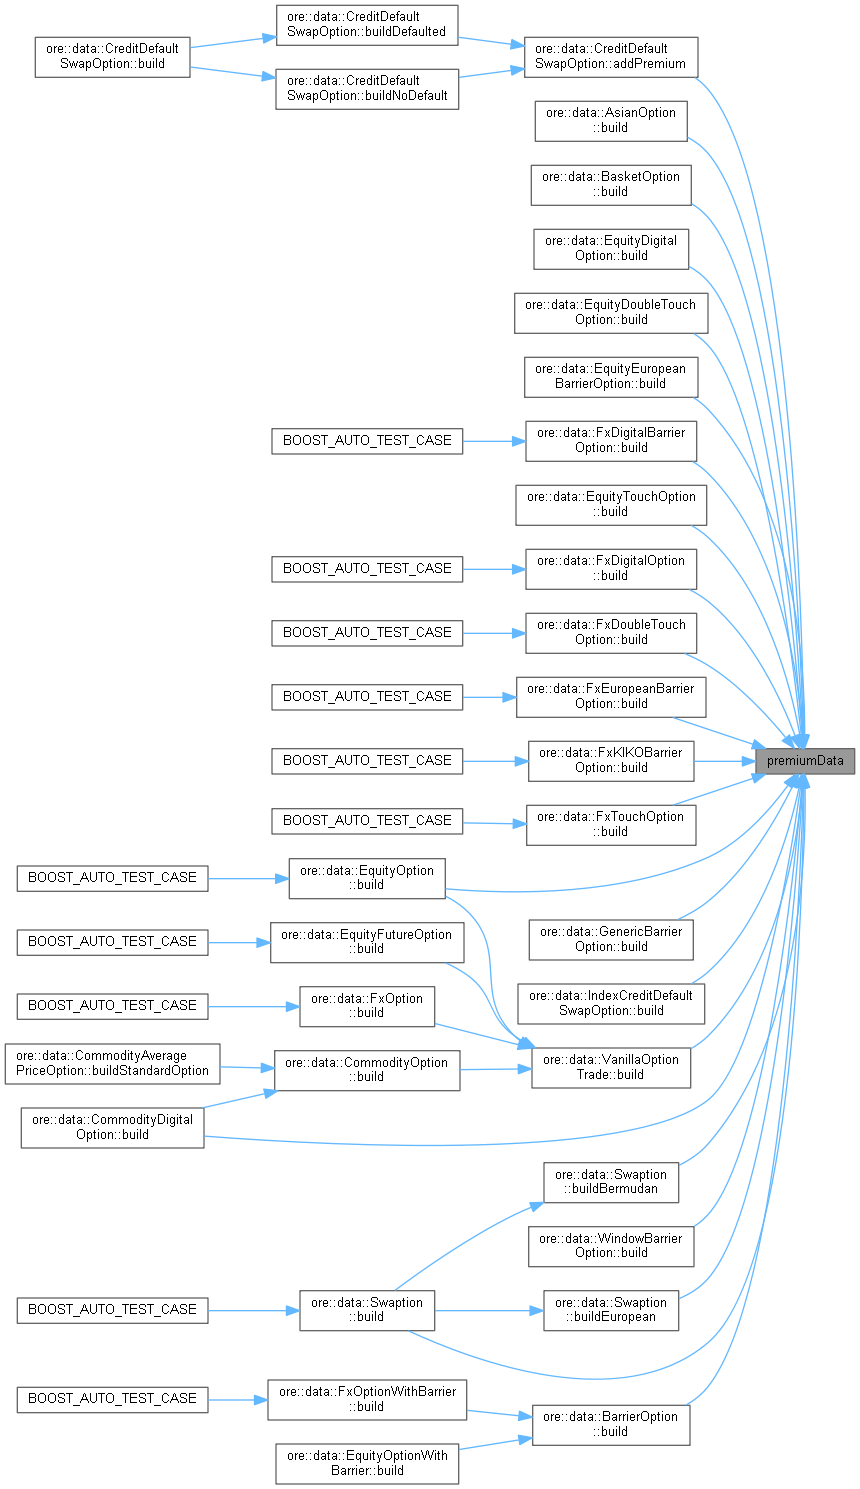 ore::data::CreditDefault
SwapOption::build
ore::data::CreditDefault
SwapOption::buildDefaulted
ore::data::CreditDefault
SwapOption::buildNoDefault
ore::data::CreditDefault
SwapOption::addPremium
ore::data::AsianOption
::build
ore::data::BasketOption
::build
ore::data::EquityDigital
Option::build
ore::data::EquityDoubleTouch
Option::build
ore::data::EquityEuropean
BarrierOption::build
BOOST_AUTO_TEST_CASE
ore::data::FxDigitalBarrier
Option::build
ore::data::EquityTouchOption
::build
BOOST_AUTO_TEST_CASE
ore::data::FxDigitalOption
::build
BOOST_AUTO_TEST_CASE
ore::data::FxDoubleTouch
Option::build
BOOST_AUTO_TEST_CASE
ore::data::FxEuropeanBarrier
Option::build
BOOST_AUTO_TEST_CASE
ore::data::FxKIKOBarrier
Option::build
premiumData
BOOST_AUTO_TEST_CASE
ore::data::FxTouchOption
::build
BOOST_AUTO_TEST_CASE
ore::data::EquityOption
::build
BOOST_AUTO_TEST_CASE
ore::data::EquityFutureOption
::build
ore::data::GenericBarrier
Option::build
BOOST_AUTO_TEST_CASE
ore::data::FxOption
::build
ore::data::IndexCreditDefault
SwapOption::build
ore::data::CommodityAverage
PriceOption::buildStandardOption
ore::data::CommodityOption
::build
ore::data::VanillaOption
Trade::build
ore::data::CommodityDigital
Option::build
ore::data::Swaption
::buildBermudan
ore::data::WindowBarrier
Option::build
BOOST_AUTO_TEST_CASE
ore::data::Swaption
::build
ore::data::Swaption
::buildEuropean
BOOST_AUTO_TEST_CASE
ore::data::FxOptionWithBarrier
::build
ore::data::BarrierOption
::build
ore::data::EquityOptionWith
Barrier::build